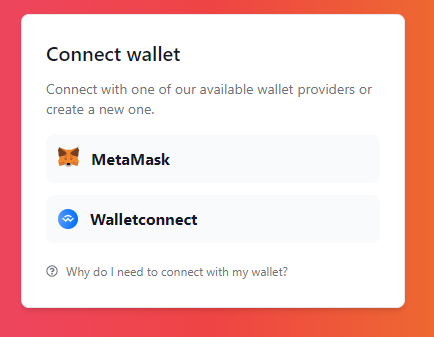 Connect wallet
Connect with one of our available wallet providers or
create a new one.
MetaMask
Walletconnect
Why do I need to connect with my wallet?